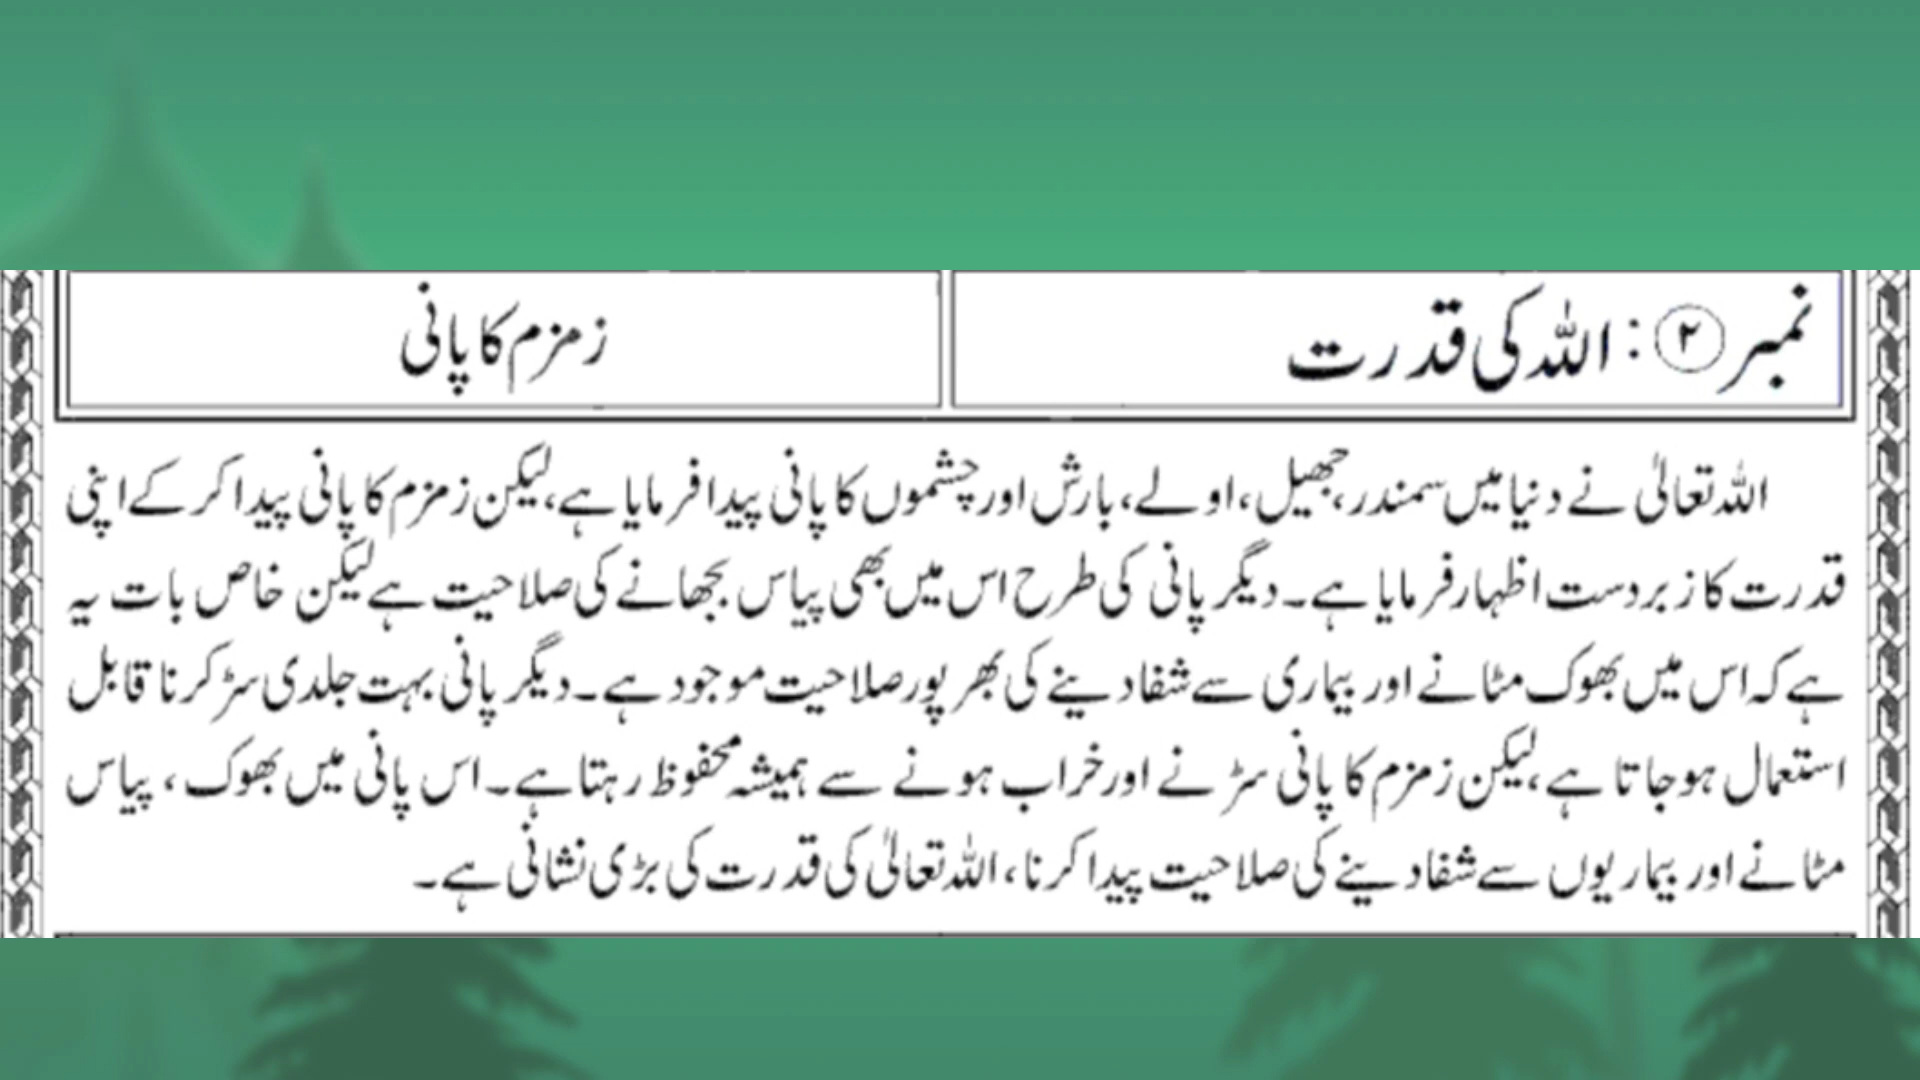 نمبر ۲: اللہ کی قدرت
زمزم کا پانی
اللہ تعالیٰ نے دنیا میں سمندر، جھیل، اولے، بارش اور چشموں کا پانی پیدا فرمایا ہے، لیکن زمزم کا پانی پیدا کر کے اپنی
قدرت کا زبردست اظہار فرمایا ہے۔ دیگر پانی کی طرح اس میں بھی پیاس بجھانے کی صلاحیت ہے لیکن خاص بات یہ
ہے کہ اس میں بھوک مٹانے اور بیماری سے شفا دینے کی بھر پور صلاحیت موجود ہے۔ دیگر پانی بہت جلدی سڑ کر نا قابل
استعمال ہو جاتا ہے، لیکن زمزم کا پانی سڑنے اور خراب ہونے سے ہمیشہ محفوظ رہتا ہے۔ اس پانی میں بھوک، پیاس
مٹانے اور بیماریوں سے شفا دینے کی صلاحیت پیدا کرنا، اللہ تعالیٰ کی قدرت کی بڑی نشانی ہے۔